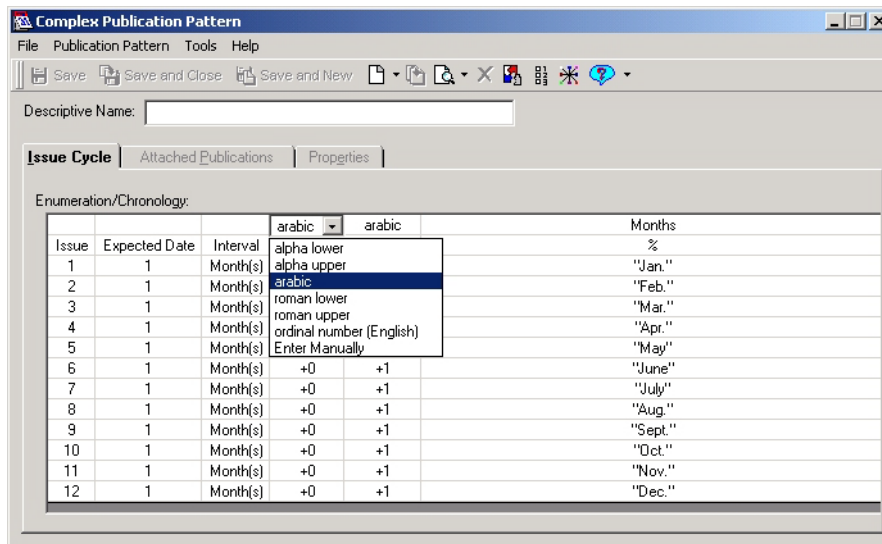 Complex Publication Pattern
File Publication Pattern Tools Help
Save Save and Close Save and New
Descriptive Name:
Issue Cycle Attached Publications Properties
Enumeration/Chronology:
arabic arabic Months
Issue Expected Date Interval alpha lower %
1 1 Month(s) alpha upper "Jan."
2 1 Month(s) arabic "Feb."
3 1 Month(s) roman lower "Mar."
4 1 Month(s) roman upper "Apr."
5 1 Month(s) ordinal number (English) "May"
Enter Manually
6 1 Month(s) +0 +1 "June"
7 1 Month(s) +0 +1 "July"
8 1 Month(s) +0 +1 "Aug."
9 1 Month(s) +0 +1 "Sept."
10 1 Month(s) +0 +1 "Oct."
11 1 Month(s) +0 +1 "Nov."
12 1 Month(s) +0 +1 "Dec."